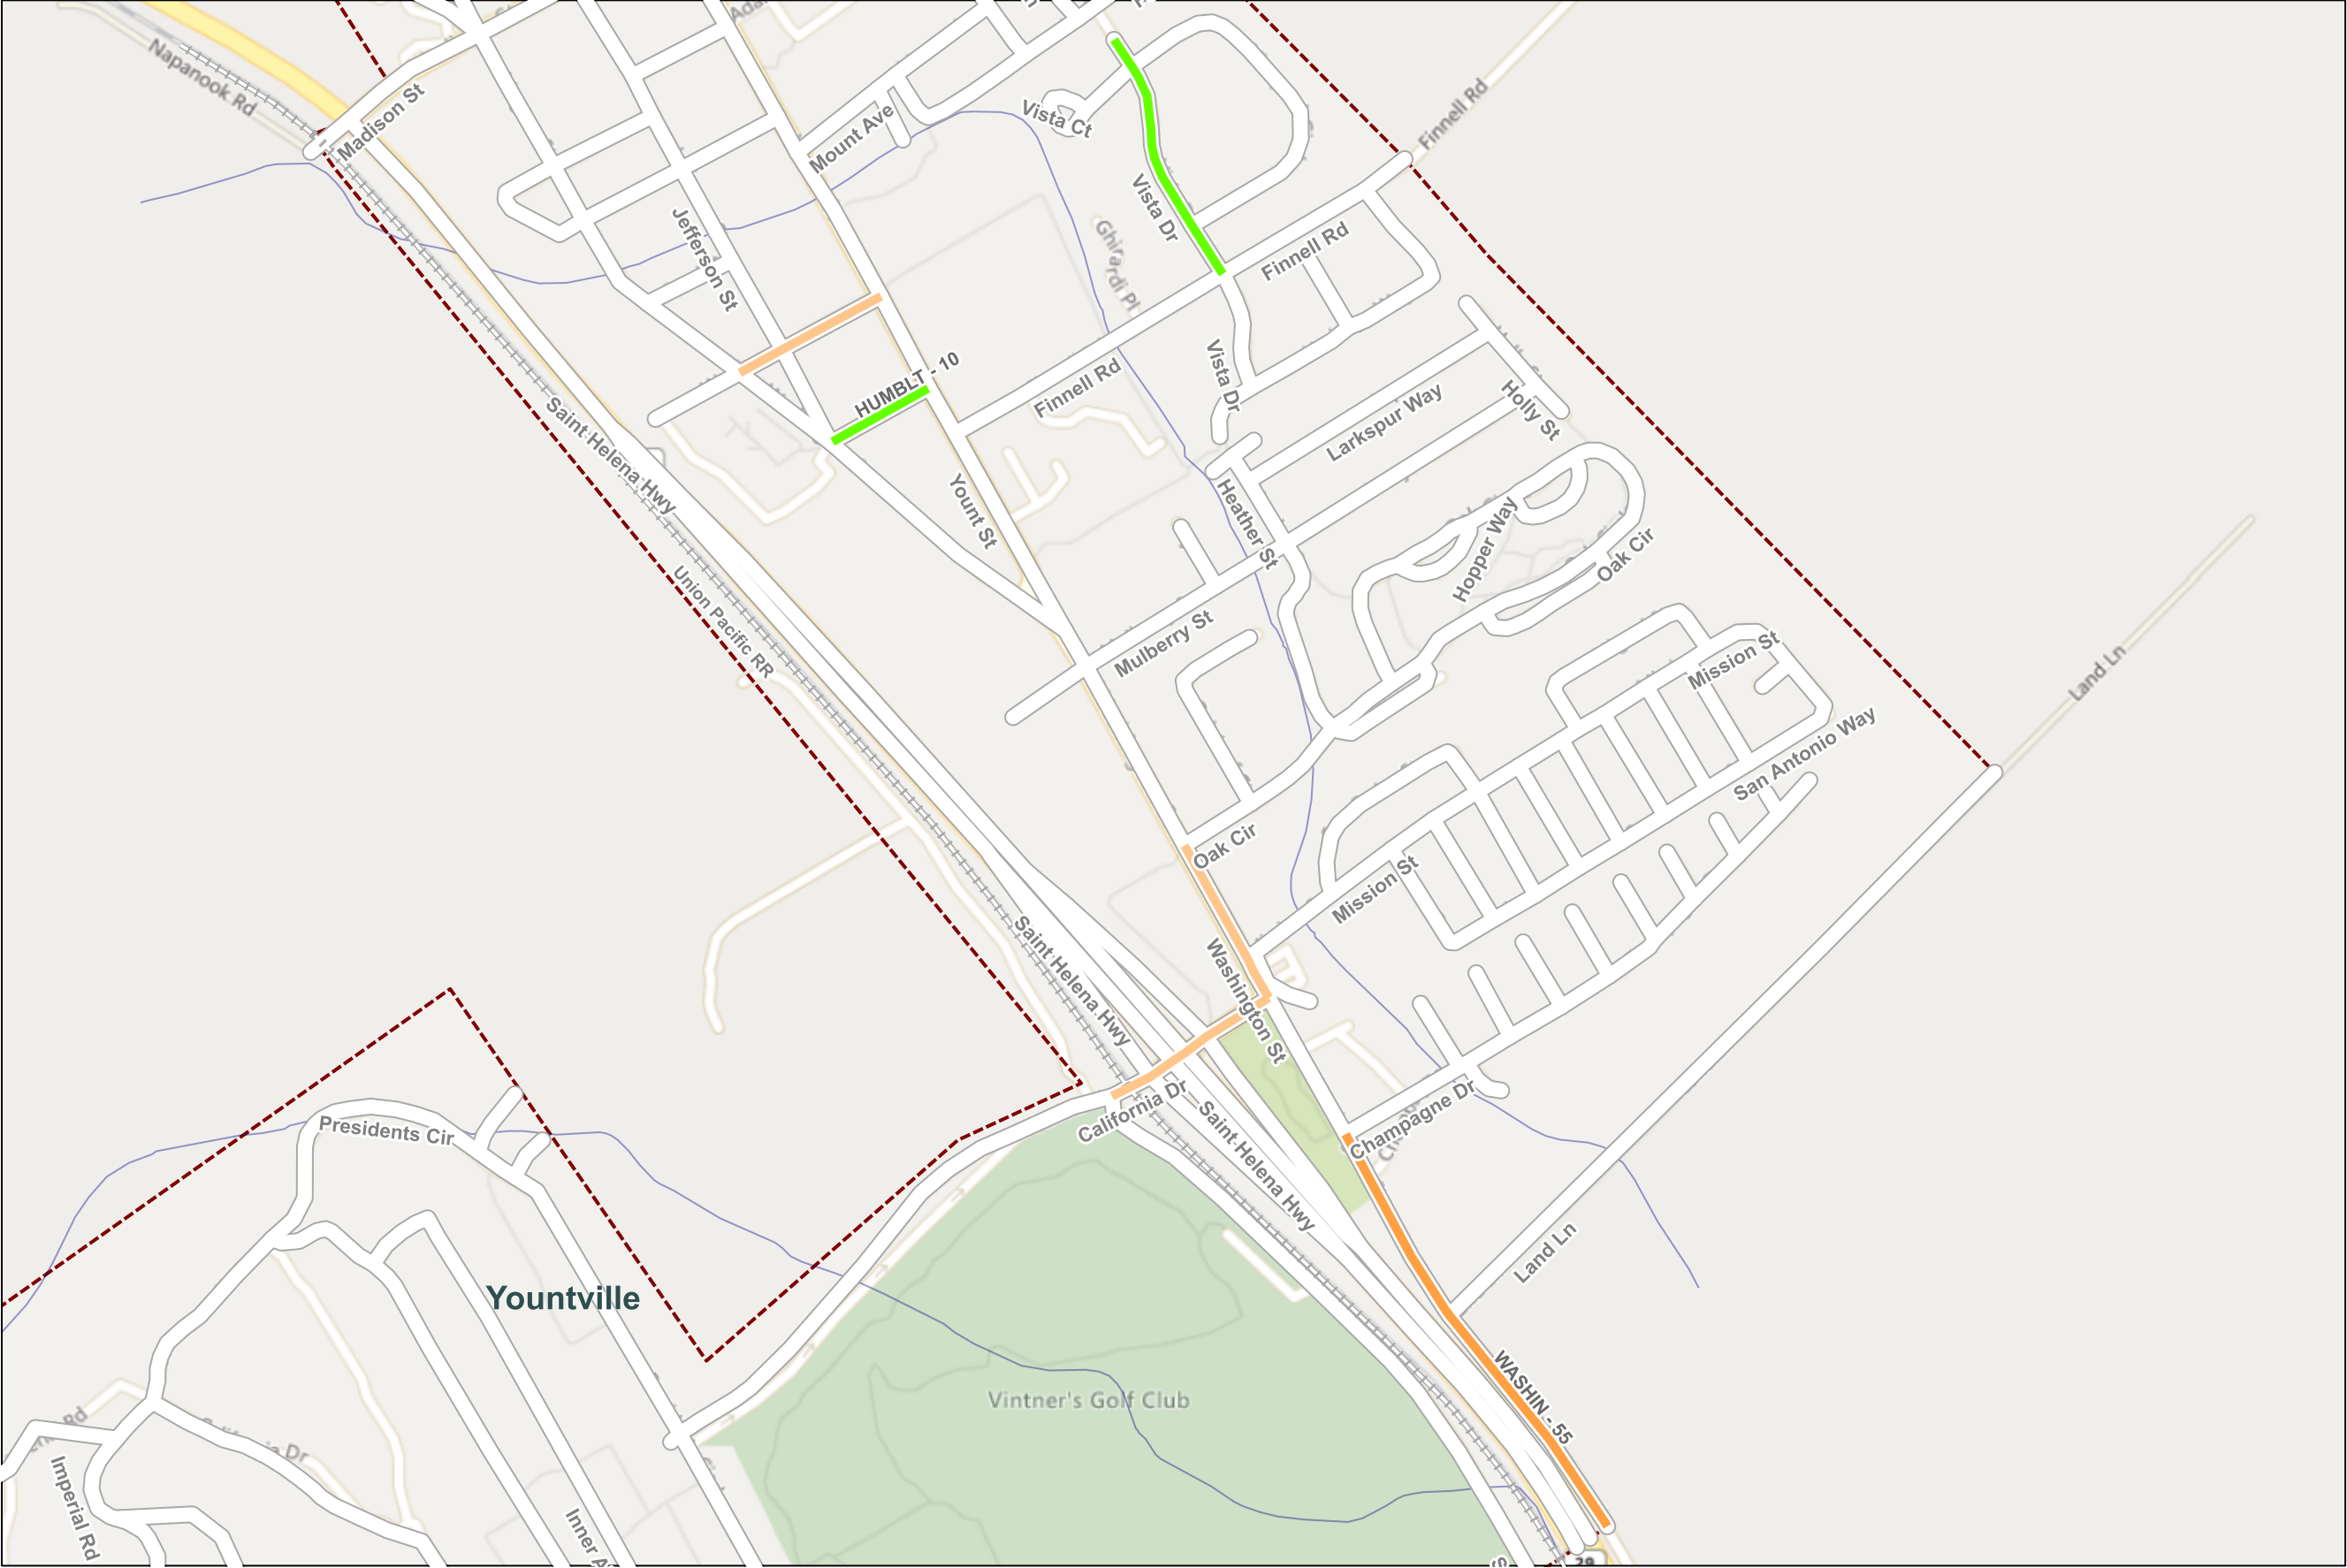 Napanook Rd
Madison St
Mount Ave
Vista Ct
Finnell Rd
Vista Dr
Jefferson St
Ghirardi Pl
Finnell Rd
HUMBLT - 10
Finnell Rd
Vista Dr
Larkspur Way
Holly St
Saint Helena Hwy
Yount St
Heather St
Hopper Way
Oak Cir
Union Pacific RR
Mulberry St
Mission St
Land Ln
San Antonio Way
Oak Cir
Mission St
Saint Helena Hwy
Washington St
California Dr
Champagne Dr
Saint Helena Hwy
Presidents Cir
Land Ln
Yountville
WASHIN - 55
Vintner's Golf Club
Imperial Rd
Inner A
29